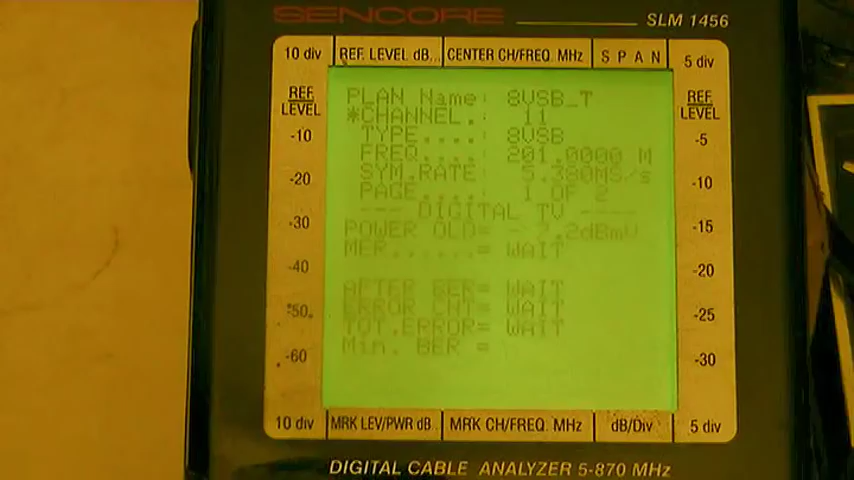 SENCORE
SLM 1456
10 div REF. LEVEL dB... CENTER CH/FREQ. MHz SPAN 5 div
REF. LEVEL
-10
-20
-30
-40
-50
-60
10 div
PLAN Name: 8VSB_T
*CHANNEL.: 11
TYPE....: 8VSB
FREQ....: 201.0000 M
SYM.RATE: 5.380MS/s
PAGE....: 1 OF 2
--- DIGITAL TV ----
POWER OLD= - 7.2dBmV
MER......= WAIT
AFTER BER= WAIT
ERROR CNT= WAIT
TOT.ERROR= WAIT
Min. BER =
REF. LEVEL
-5
-10
-15
-20
-25
-30
5 div
MRK LEV/PWR dB.. MRK CH/FREQ. MHz dB/Div
DIGITAL CABLE ANALYZER 5-870 MHz